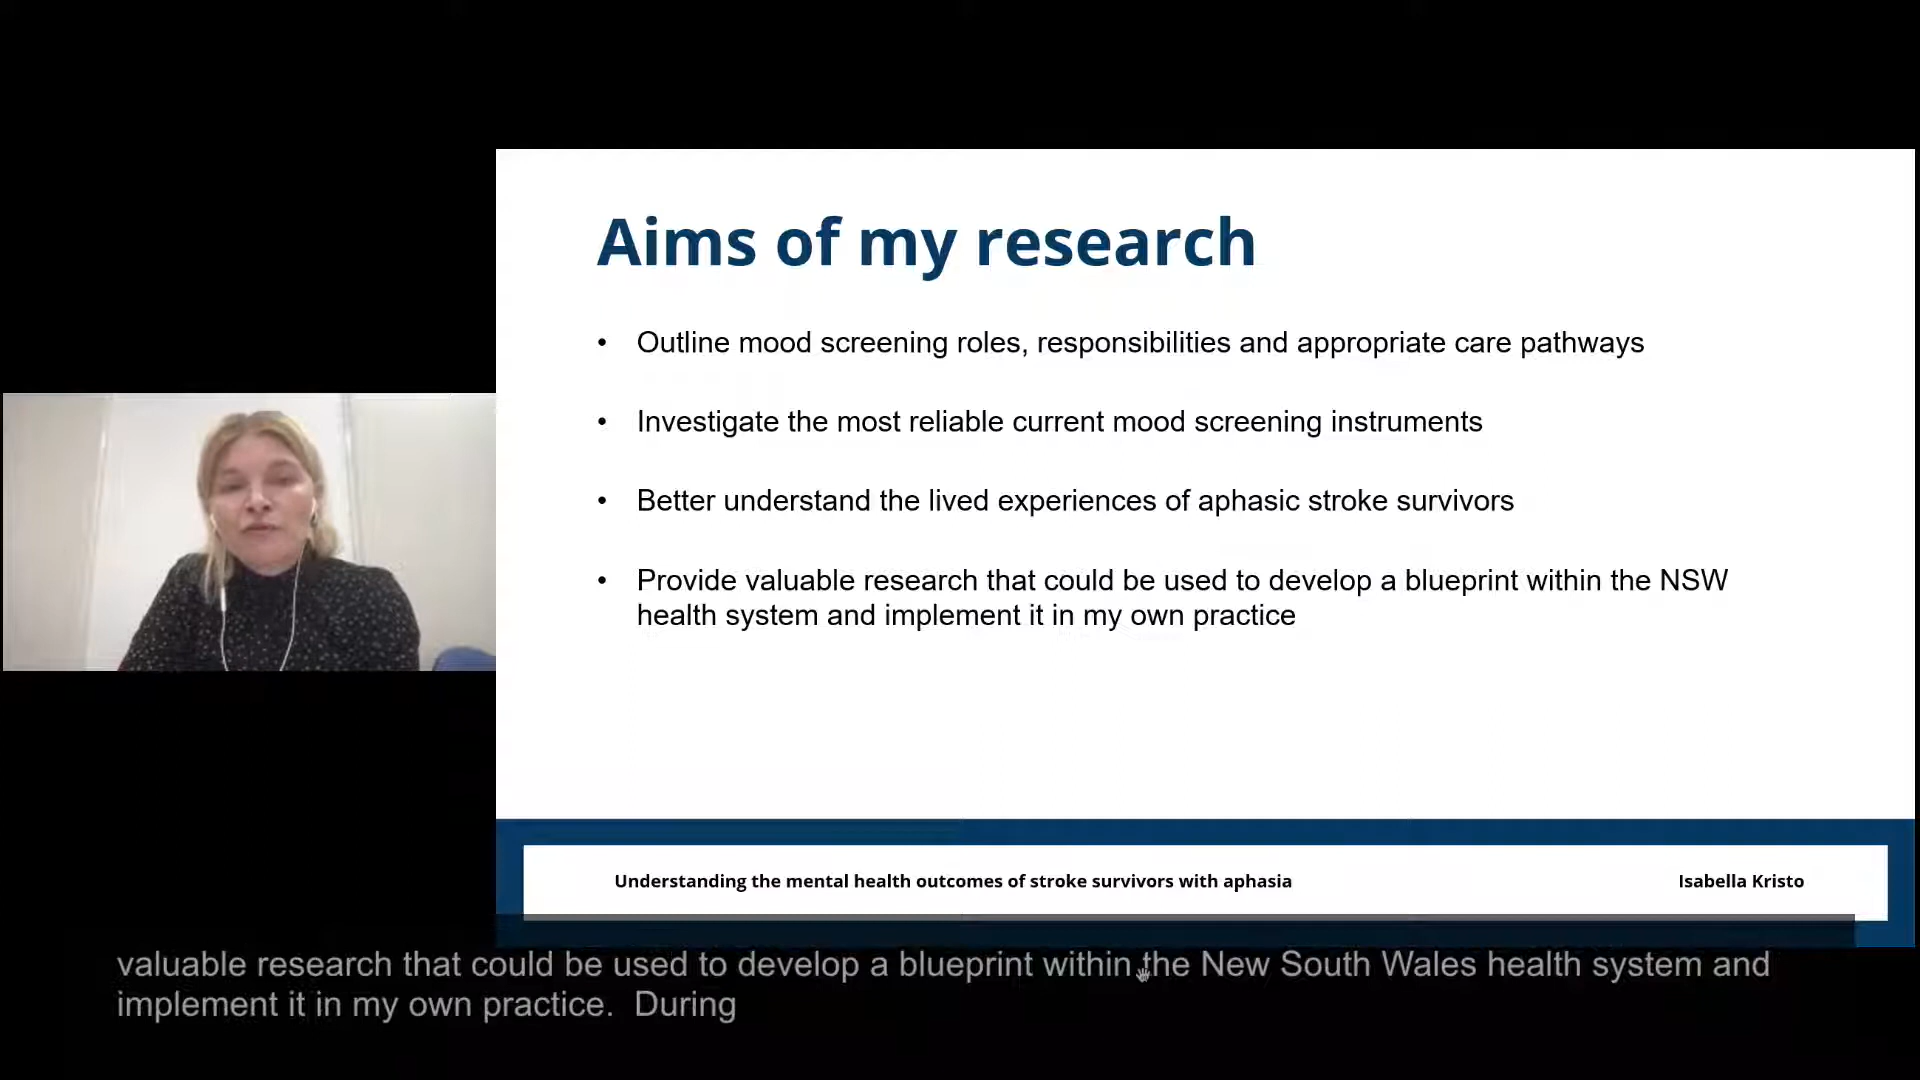 Aims of my research
• Outline mood screening roles, responsibilities and appropriate care pathways
• Investigate the most reliable current mood screening instruments
• Better understand the lived experiences of aphasic stroke survivors
• Provide valuable research that could be used to develop a blueprint within the NSW
health system and implement it in my own practice
Understanding the mental health outcomes of stroke survivors with aphasia
Isabella Kristo
valuable research that could be used to develop a blueprint within the New South Wales health system and
implement it in my own practice.  During